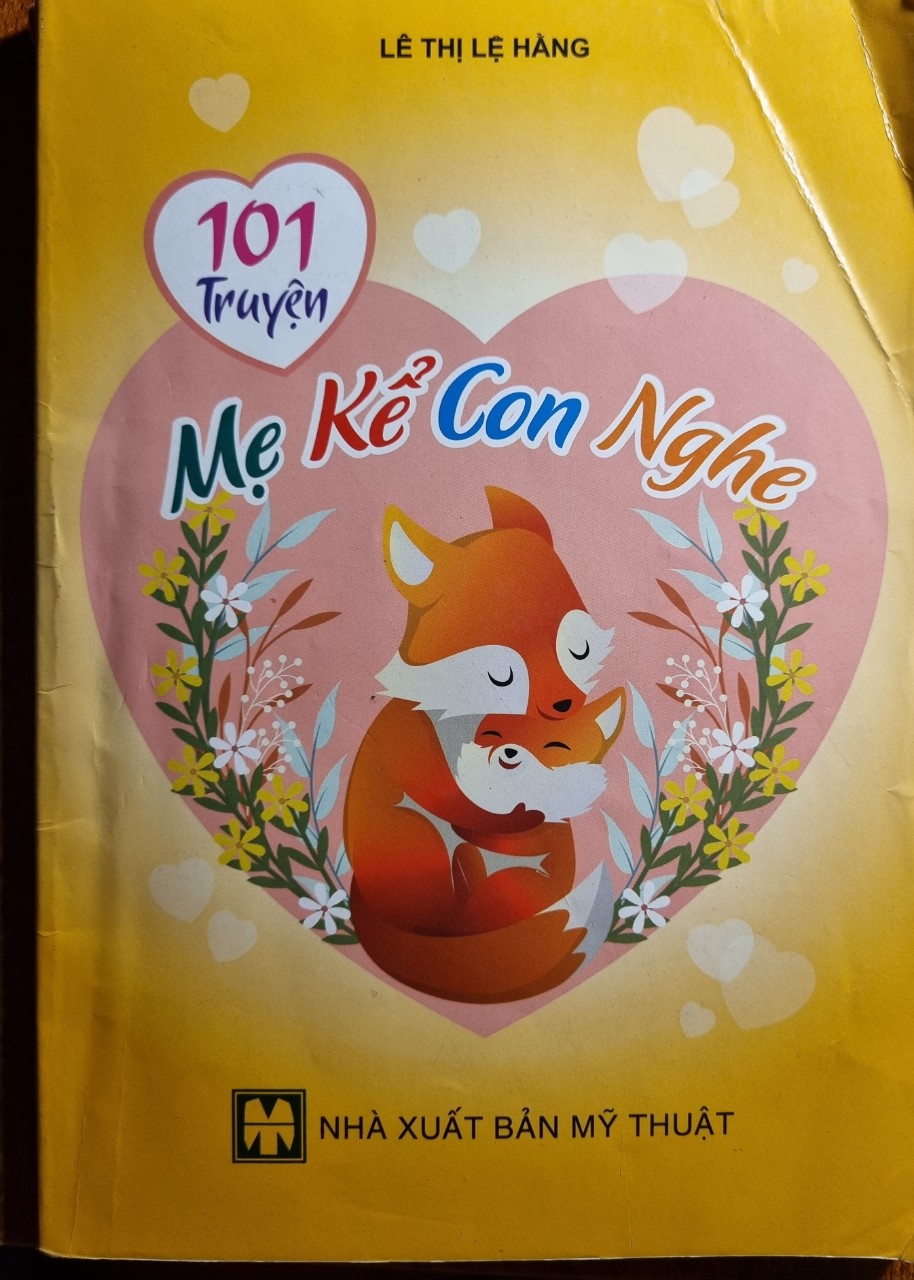 LÊ THỊ LỆ HẰNG
101
Truyện
Mẹ Kể Con Nghe
NHÀ XUẤT BẢN MỸ THUẬT